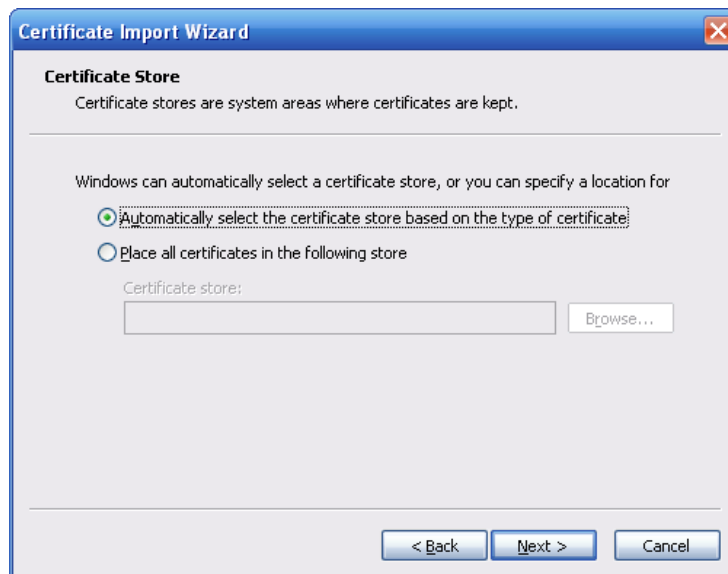 Certificate Import Wizard
Certificate Store
Certificate stores are system areas where certificates are kept.
Windows can automatically select a certificate store, or you can specify a location for
Automatically select the certificate store based on the type of certificate
Place all certificates in the following store
Certificate store:
Browse...
< Back Next > Cancel